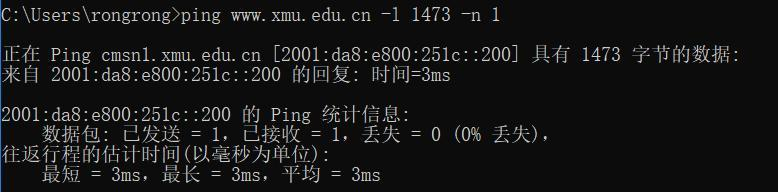 C:\Users\rongrong>ping www.xmu.edu.cn -l 1473 -n 1
正在 Ping cmsn1.xmu.edu.cn [2001:da8:e800:251c::200] 具有 1473 字节的数据:
来自 2001:da8:e800:251c::200 的回复: 时间=3ms
2001:da8:e800:251c::200 的 Ping 统计信息:
数据包: 已发送 = 1，已接收 = 1，丢失 = 0 (0% 丢失)，
往返行程的估计时间(以毫秒为单位):
最短 = 3ms，最长 = 3ms，平均 = 3ms